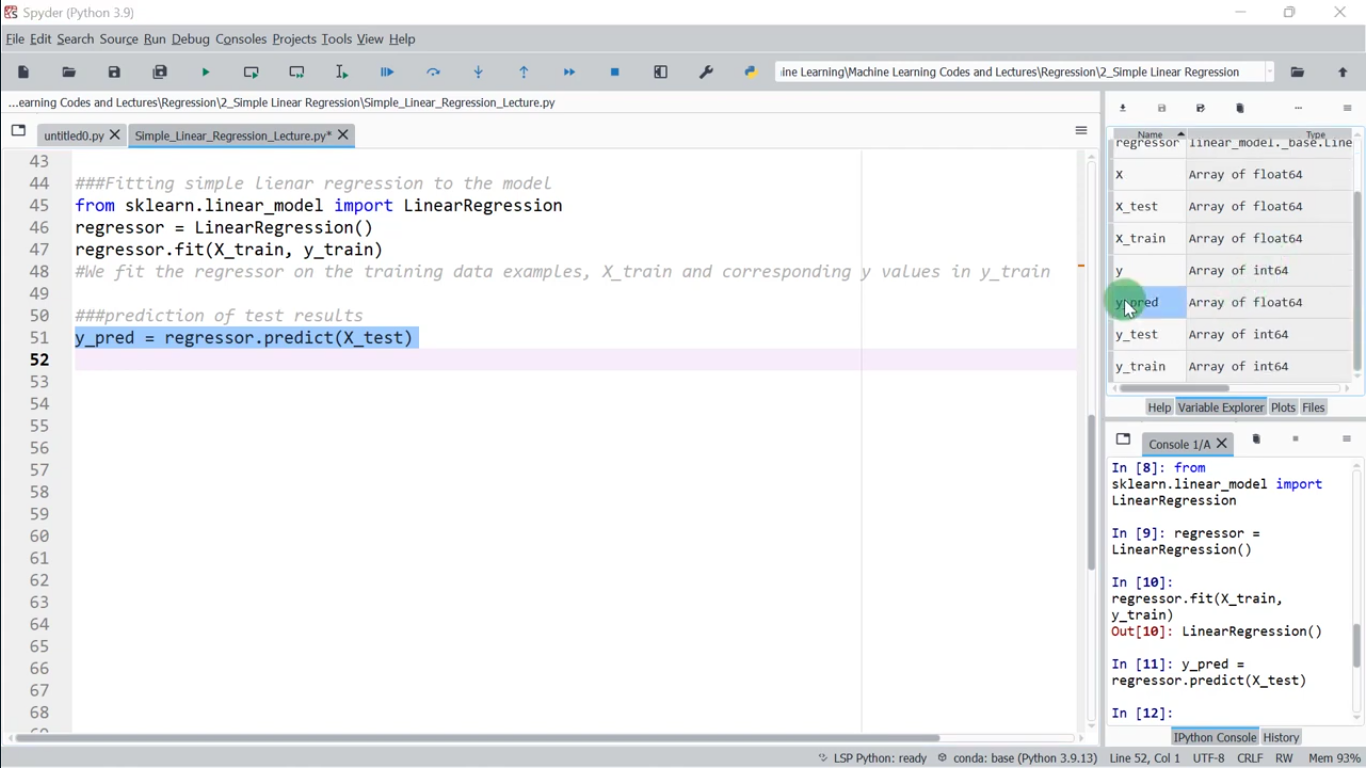 Spyder (Python 3.9)
File Edit Search Source Run Debug Consoles Projects Tools View Help
ine Learning\Machine Learning Codes and Lectures\Regression\2_Simple Linear Regression
...earning Codes and Lectures\Regression\2_Simple Linear Regression\Simple_Linear_Regression_Lecture.py
untitled0.py Simple_Linear_Regression_Lecture.py*
43
44 ###Fitting simple lienar regression to the model
45 from sklearn.linear_model import LinearRegression
46 regressor = LinearRegression()
47 regressor.fit(X_train, y_train)
48 #We fit the regressor on the training data examples, X_train and corresponding y values in y_train
49
50 ###prediction of test results
51 y_pred = regressor.predict(X_test)
52
53
54
55
56
57
58
59
60
61
62
63
64
65
66
67
68
Name Type
regressor linear_model._base.Line
X Array of float64
X_test Array of float64
X_train Array of float64
y Array of int64
y_pred Array of float64
y_test Array of int64
y_train Array of int64
Help Variable Explorer Plots Files
Console 1/A
In [8]: from
sklearn.linear_model import
LinearRegression
In [9]: regressor =
LinearRegression()
In [10]:
regressor.fit(X_train,
y_train)
Out[10]: LinearRegression()
In [11]: y_pred =
regressor.predict(X_test)
In [12]:
IPython Console History
LSP Python: ready conda: base (Python 3.9.13) Line 52, Col 1 UTF-8 CRLF RW Mem 93%